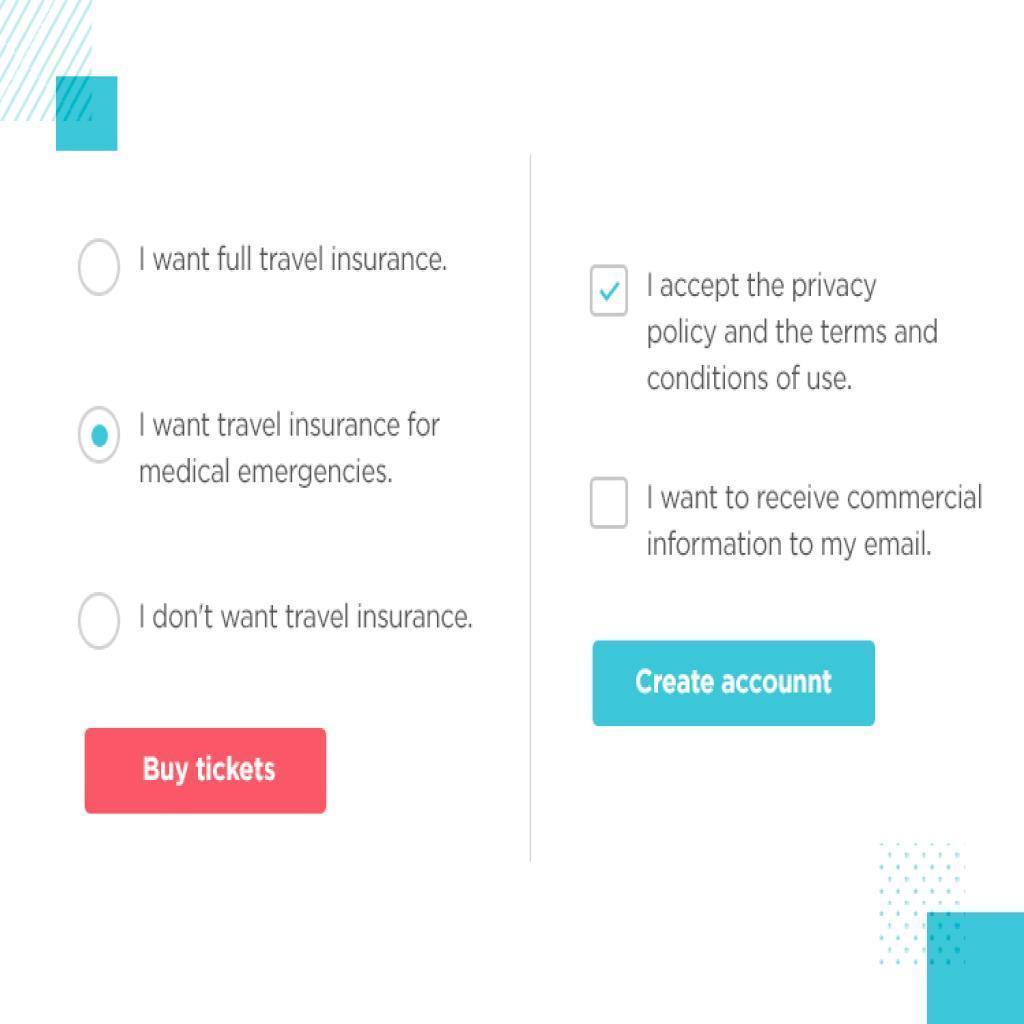 I want full travel insurance.
I want travel insurance for
medical emergencies.
I don't want travel insurance.
Buy tickets
I accept the privacy
policy and the terms and
conditions of use.
I want to receive commercial
information to my email.
Create accounnt